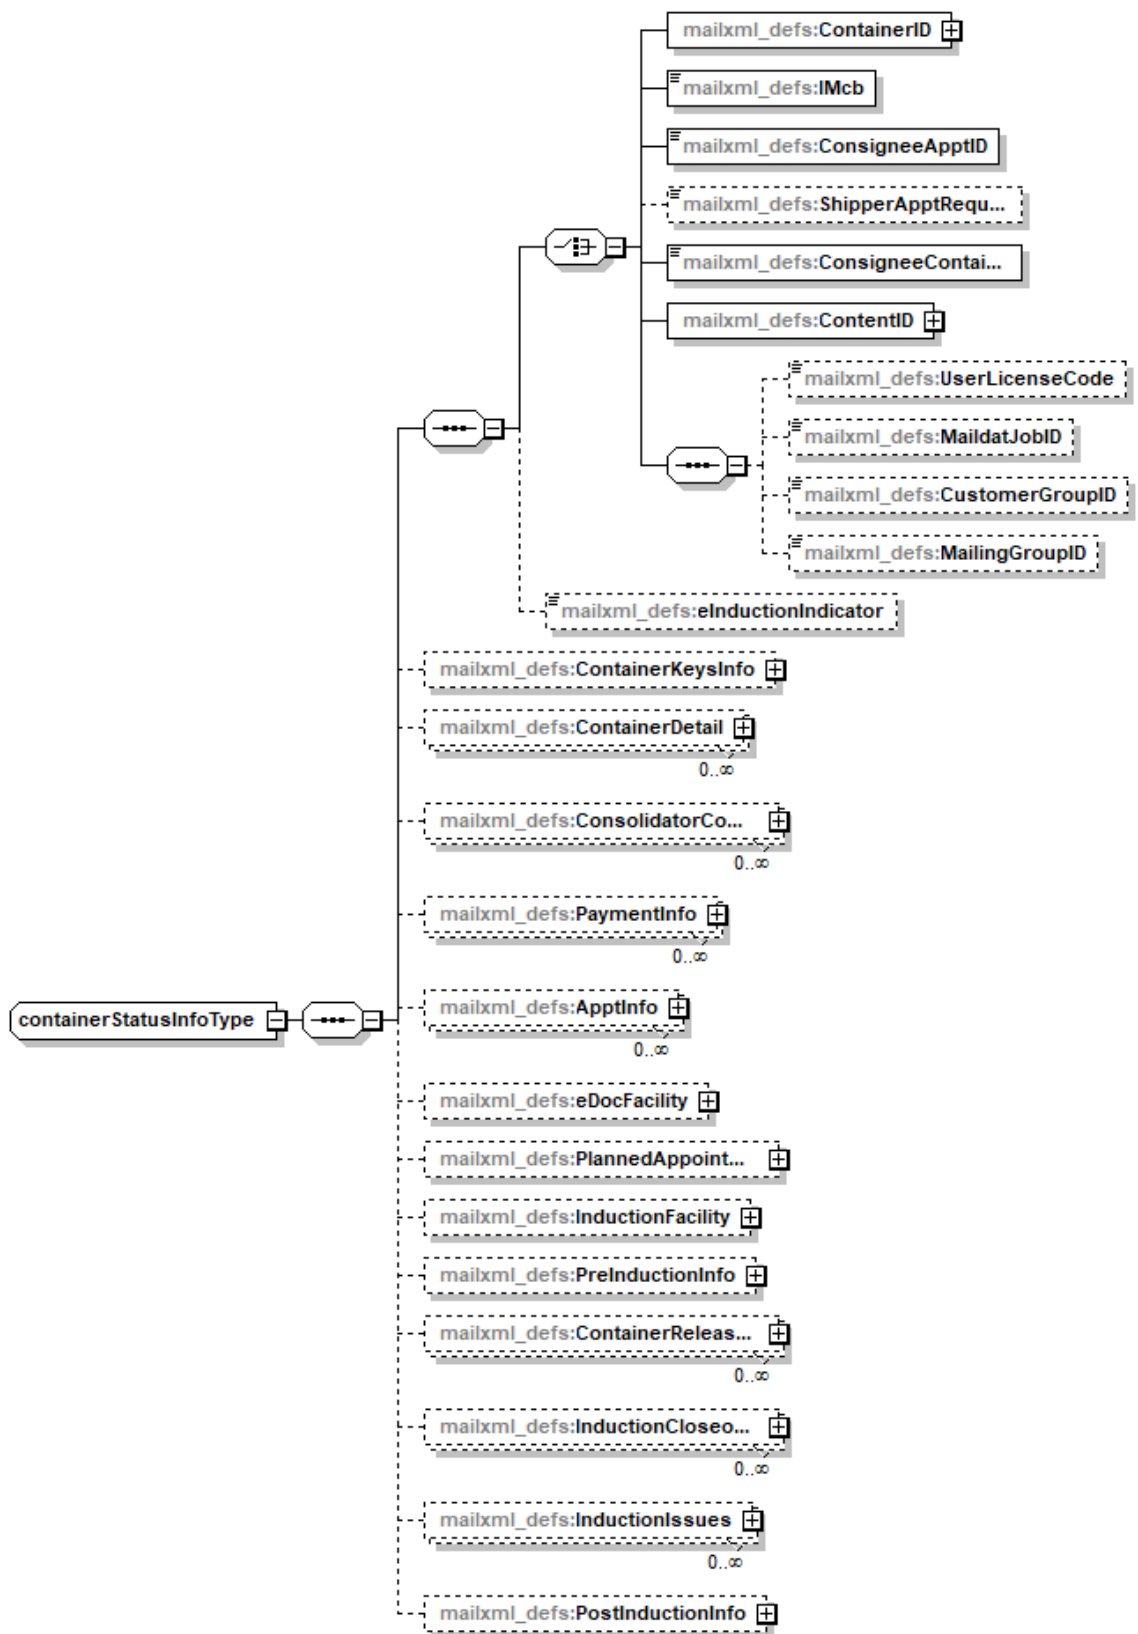 mailxml_defs:ContainerID
mailxml_defs:IMcb
mailxml_defs:ConsigneeApptID
mailxml_defs:ShipperApptRequ...
mailxml_defs:ConsigneeContai...
mailxml_defs:ContentID
mailxml_defs:UserLicenseCode
mailxml_defs:MaildatJobID
mailxml_defs:CustomerGroupID
mailxml_defs:MailingGroupID
mailxml_defs:eInductionIndicator
mailxml_defs:ContainerKeysInfo
mailxml_defs:ContainerDetail
0..∞
mailxml_defs:ConsolidatorCo...
0..∞
mailxml_defs:PaymentInfo
0..∞
mailxml_defs:ApptInfo
containerStatusInfoType
0..∞
mailxml_defs:eDocFacility
mailxml_defs:PlannedAppoint...
mailxml_defs:InductionFacility
mailxml_defs:PreInductionInfo
mailxml_defs:ContainerReleas...
0..∞
mailxml_defs:InductionCloseo...
0..∞
mailxml_defs:InductionIssues
0..∞
mailxml_defs:PostInductionInfo